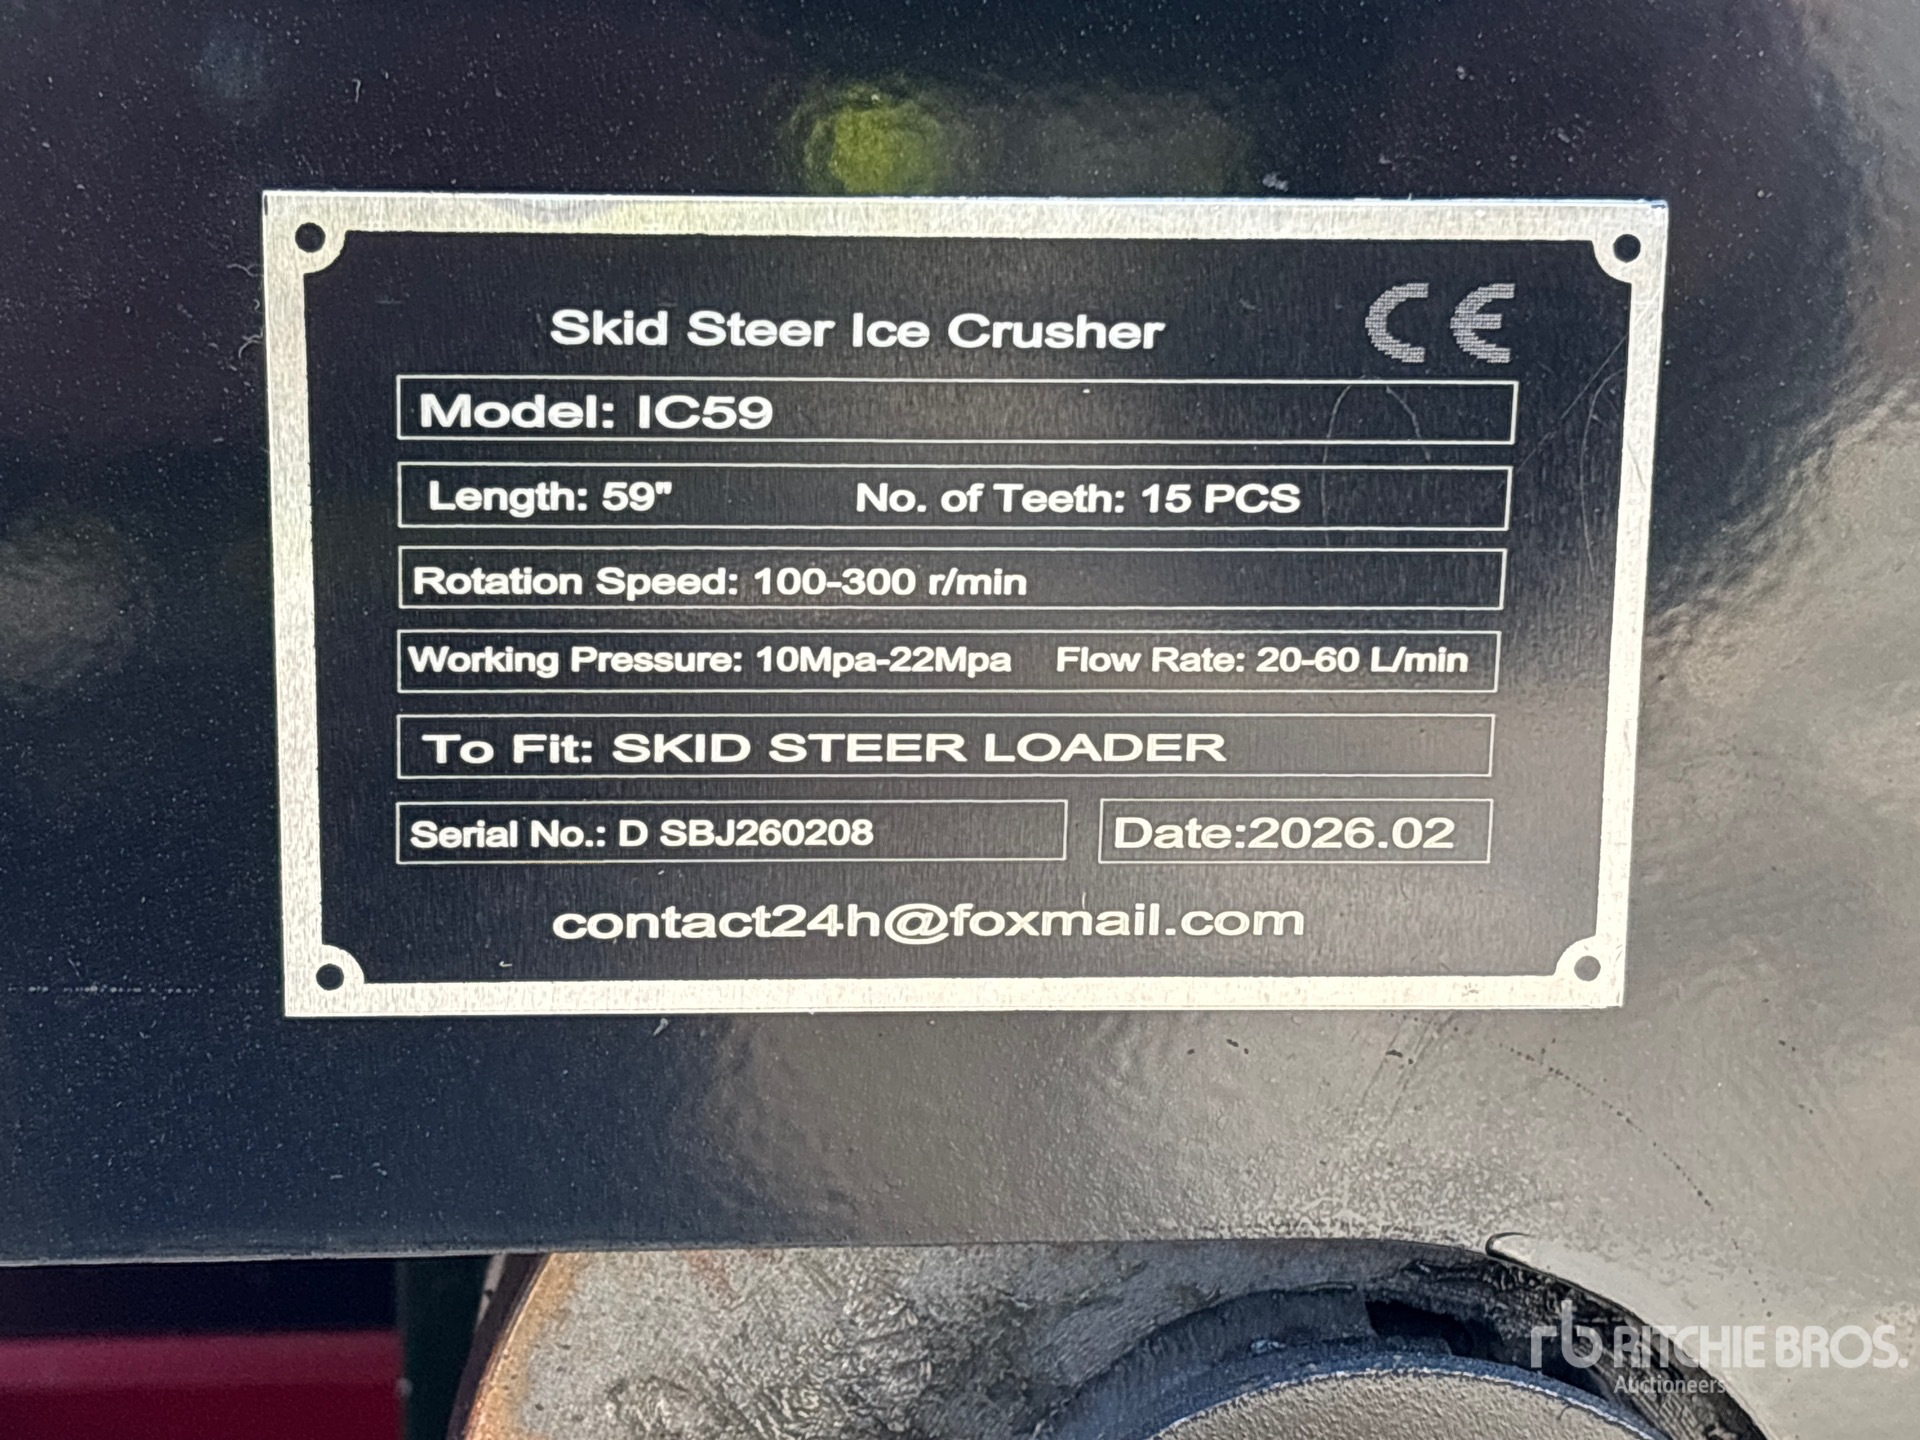 Skid Steer Ice Crusher
CE
Model: IC59
Length: 59" No. of Teeth: 15 PCS
Rotation Speed: 100-300 r/min
Working Pressure: 10Mpa-22Mpa Flow Rate: 20-60 L/min
To Fit: SKID STEER LOADER
Serial No.: D SBJ260208 Date:2026.02
contact24h@foxmail.com
rb RITCHIE BROS.
Auctioneers